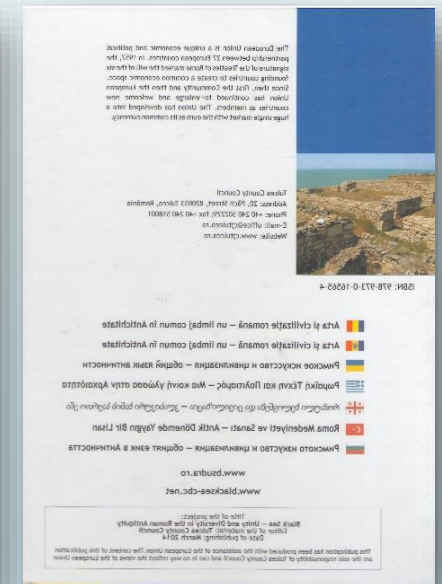 The European Union is a unique economic and political
partnership between 27 European countries. In 1957, the
signature of the Treaties of Rome marked the will of the six
founding countries to create a common economic space.
Since then, first the Community and then the European
Union has continued to enlarge and welcome new
countries as members. The Union has developed into a
huge single market with the euro as its common currency.
Tulcea County Council
Address: 20, Păcii Street, 820033 Tulcea, România
Phone: +40 240 502229; fax +40 240 518001
E-mail: office@cjtulcea.ro
Website: www.cjtulcea.ro
ISBN: 978-973-0-16565-4
Arta și civilizație romană – un limbaj comun în Antichitate
Arta și civilizație romană – un limbaj comun în Antichitate
Римское искусство и цивилизация – общий язык античности
Ρωμαϊκή Τέχνη και Πολιτισμός – Μια κοινή γλώσσα στην Αρχαιότητα
Roma Medeniyeti ve Sanatı – Antik Dönemde Yaygın Bir Lisan
Римското изкуство и цивилизация – общият език в Античността
www.bsudra.ro
www.blacksea-cbc.net
Title of the project:
Black Sea – Unity and Diversity in the Roman Antiquity
Editor of the material: Tulcea County Council
Date of publishing: March 2014
This publication has been produced with the assistance of the European Union. The content of this publication
are the sole responsibility of Tulcea County Council and can in no way reflect the views of the European Union